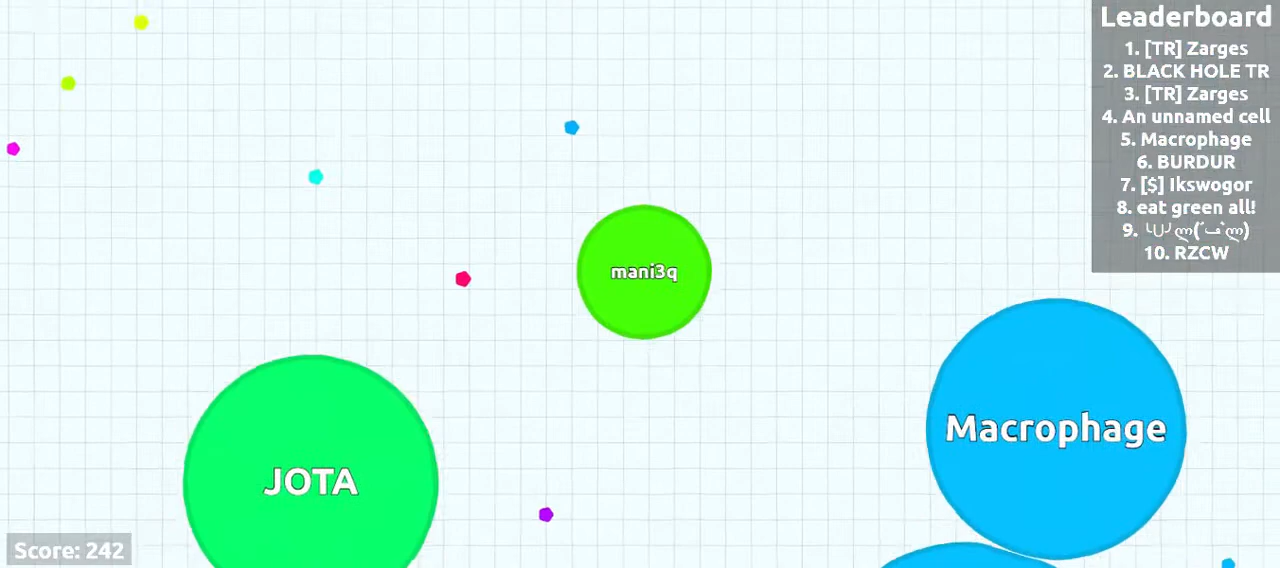 Leaderboard
1. [TR] Zarges
2. BLACK HOLE TR
3. [TR] Zarges
4. An unnamed cell
5. Macrophage
6. BURDUR
7. [$] Ikswogor
8. eat green all!
9. ╰U╯ლ(´ڡ`ლ)
10. RZCW
mani3q
Macrophage
JOTA
Score: 242